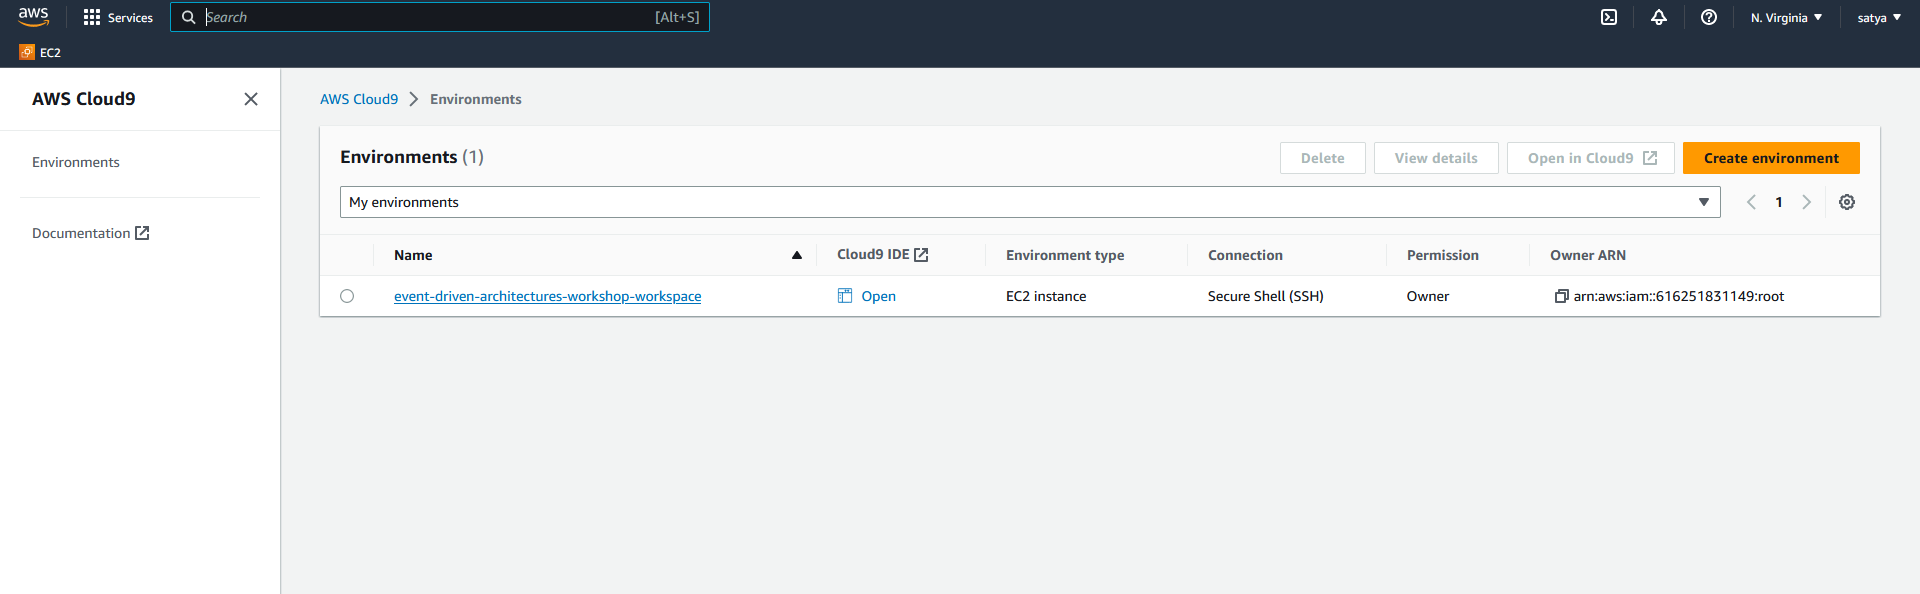 aws Services Search [Alt+S] N. Virginia satya
EC2
AWS Cloud9
Environments
Documentation
AWS Cloud9 Environments
Environments (1) Delete View details Open in Cloud9 Create environment
My environments 1
Name Cloud9 IDE Environment type Connection Permission Owner ARN
event-driven-architectures-workshop-workspace Open EC2 instance Secure Shell (SSH) Owner arn:aws:iam::616251831149:root